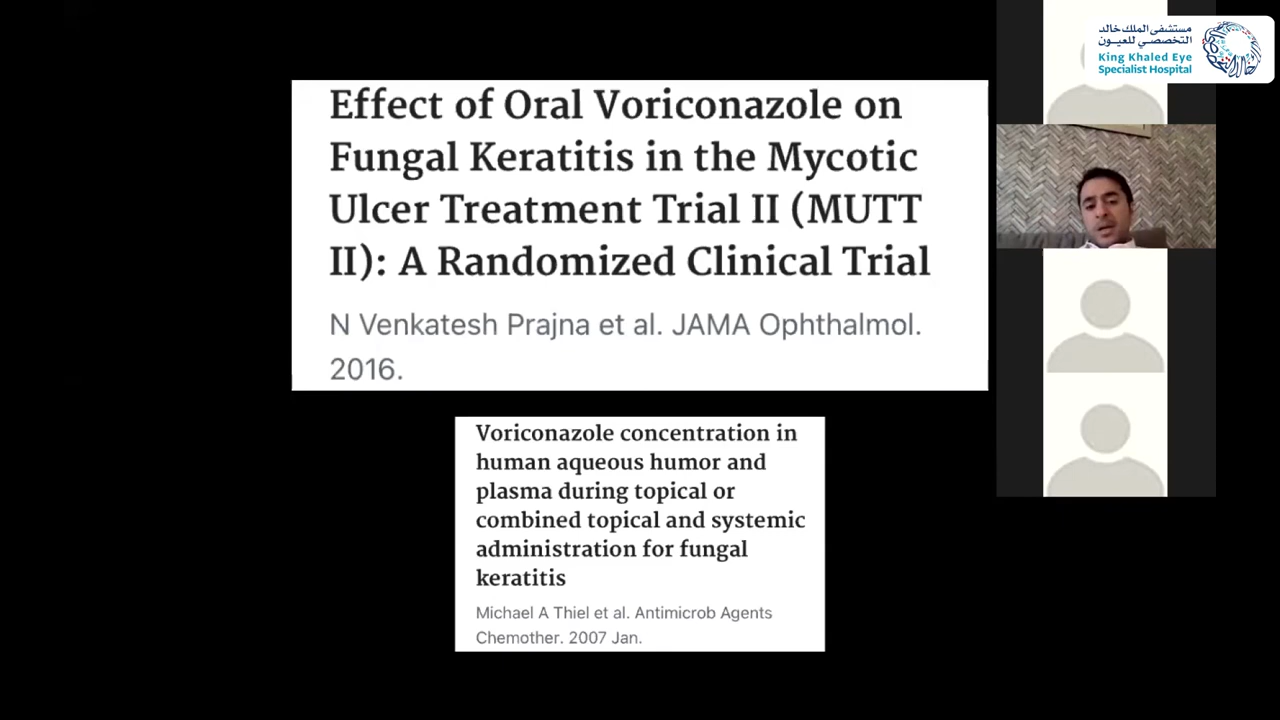 مستشفى الملك خالد
التخصصي للعيون
King Khaled Eye
Specialist Hospital
Effect of Oral Voriconazole on
Fungal Keratitis in the Mycotic
Ulcer Treatment Trial II (MUTT
II): A Randomized Clinical Trial
N Venkatesh Prajna et al. JAMA Ophthalmol.
2016.
Voriconazole concentration in
human aqueous humor and
plasma during topical or
combined topical and systemic
administration for fungal
keratitis
Michael A Thiel et al. Antimicrob Agents
Chemother. 2007 Jan.